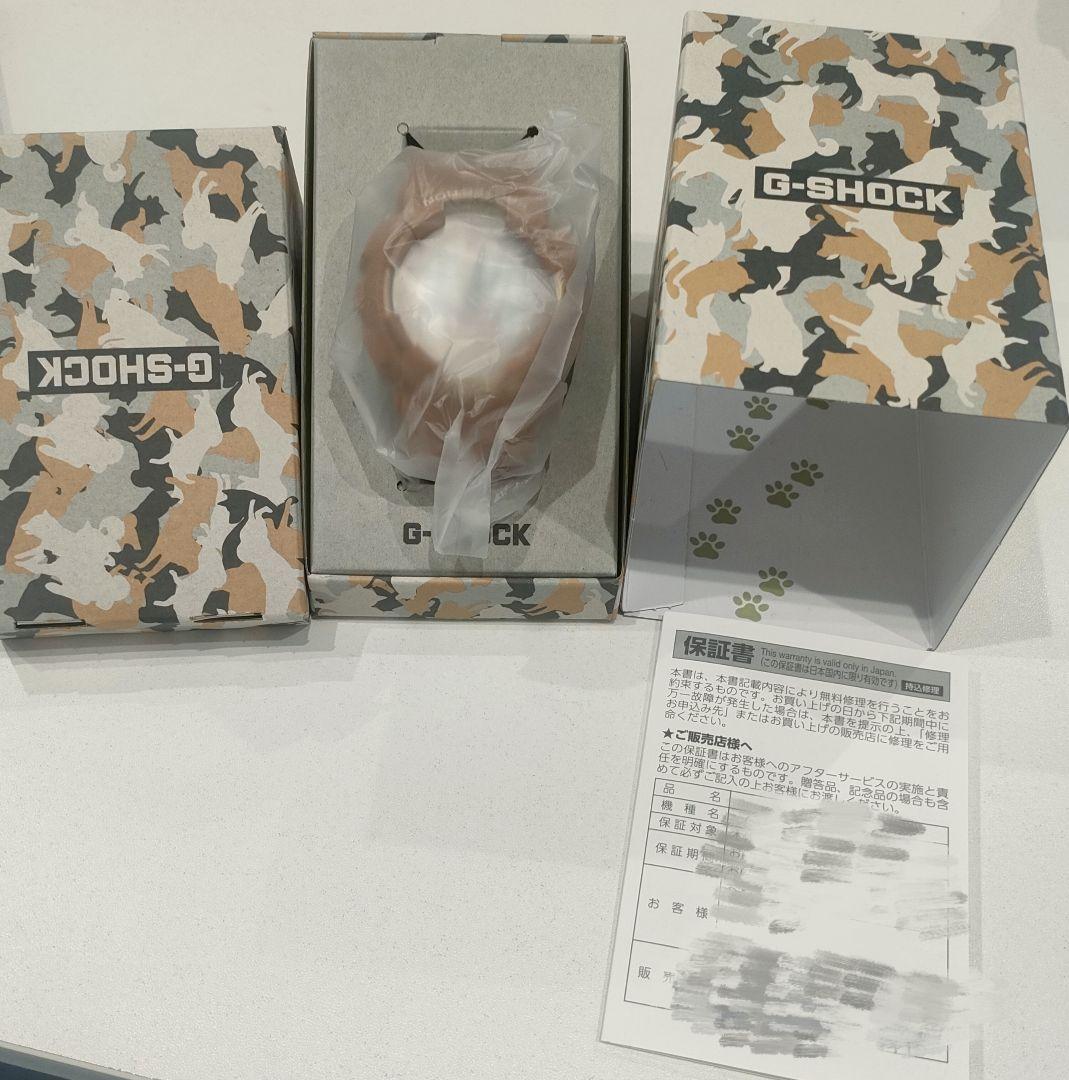 G-SHOCK
G-SHOCK
G- HOCK
保証書
This warranty is valid only in Japan.
(この保証書は日本国内に限り有効です)
持込修理
本書は、本書記載内容により無料修理を行うことをお
約束するものです。お買い上げの日から下記期間中に
万一故障が発生した場合は、本書を提示の上、「修理
お申込み先」またはお買い上げの販売店に修理をご用
命ください。
★ご販売店様へ
この保証書はお客様へのアフターサービスの実施と責
任を明確にするものです。贈答品、記念品の場合も含
めて必ずご記入の上お客様にお渡しください。
品 名
機 種 名
保 証 対 象
保 証 期
お 客 様
販